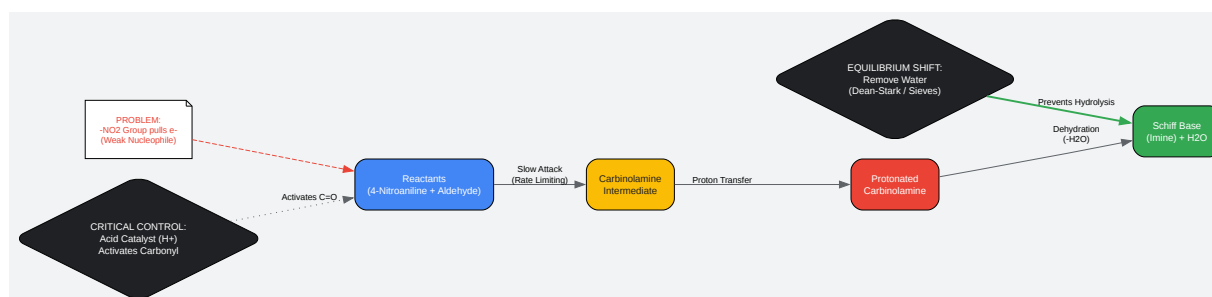 PROBLEM:
-NO2 Group pulls e-
(Weak Nucleophile)
CRITICAL CONTROL:
Acid Catalyst (H+)
Activates Carbonyl
Activates C=O
Reactants
(4-Nitroaniline + Aldehyde)
Slow Attack
(Rate Limiting)
Carbinolamine
Intermediate
Proton Transfer
Protonated
Carbinolamine
EQUILIBRIUM SHIFT:
Remove Water
(Dean-Stark / Sieves)
Prevents Hydrolysis
Dehydration
(-H2O)
Schiff Base
(Imine) + H2O